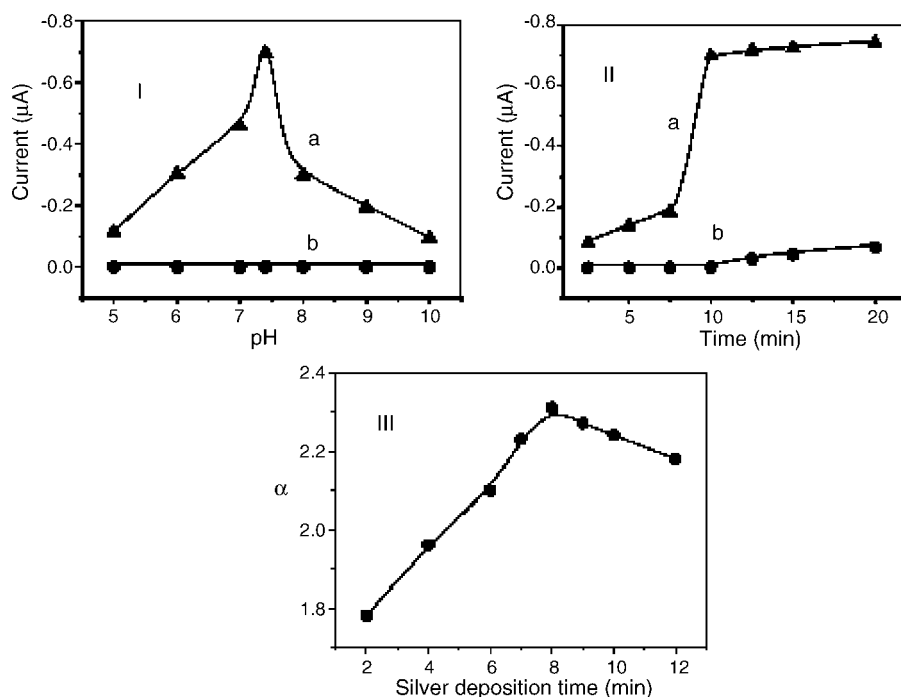 Current (µA)
-0.8
-0.6
-0.4
-0.2
0.0
I
a
b
5 6 7 8 9 10
pH
Current (µA)
-0.8
-0.6
-0.4
-0.2
0.0
II
a
b
5 10 15 20
Time (min)
α
2.4
2.2
2.0
1.8
III
2 4 6 8 10 12
Silver deposition time (min)